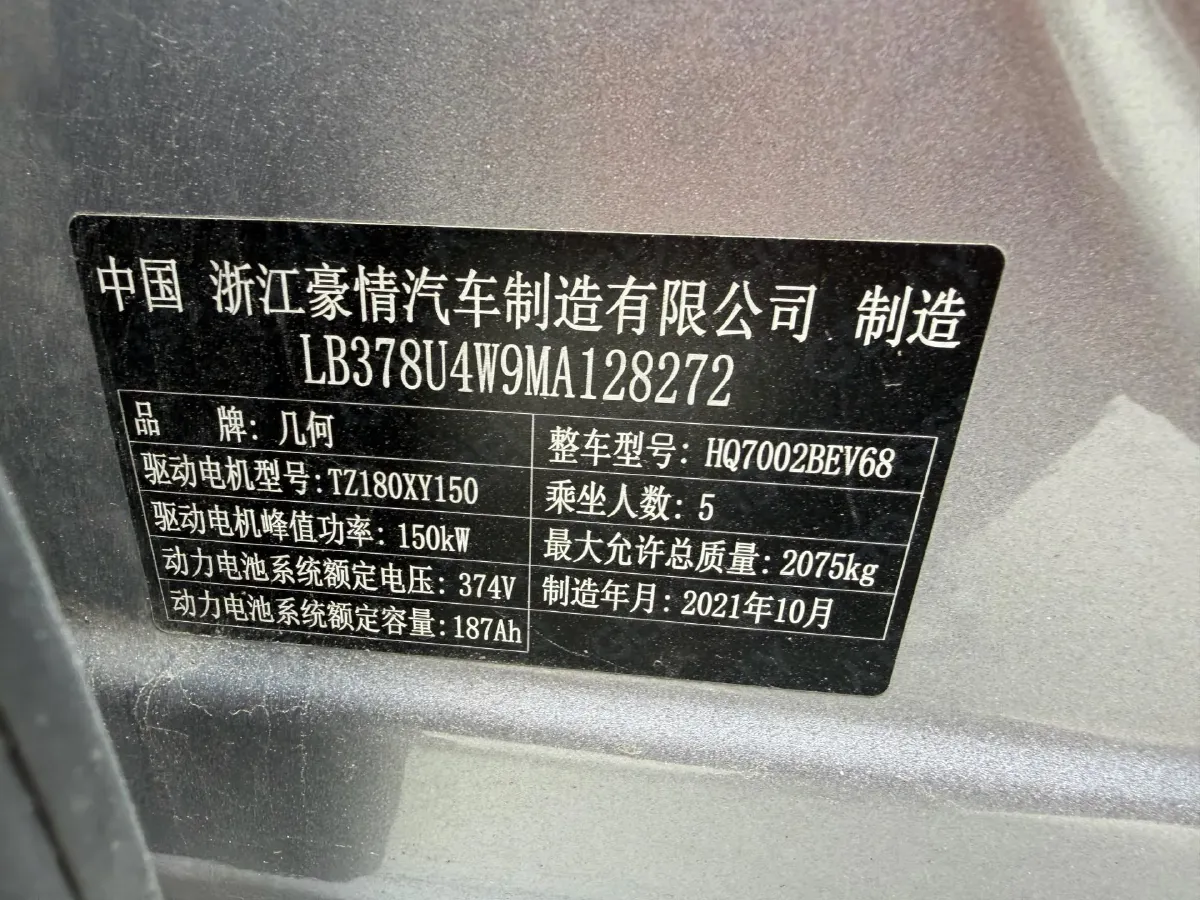 中国 浙江豪情汽车制造有限公司 制造
LB378U4W9MA128272
品 牌: 几何
整车型号: HQ7002BEV68
驱动电机型号: TZ180XY150
乘坐人数: 5
驱动电机峰值功率: 150kW
最大允许总质量: 2075kg
动力电池系统额定电压: 374V
制造年月: 2021年10月
动力电池系统额定容量: 187Ah